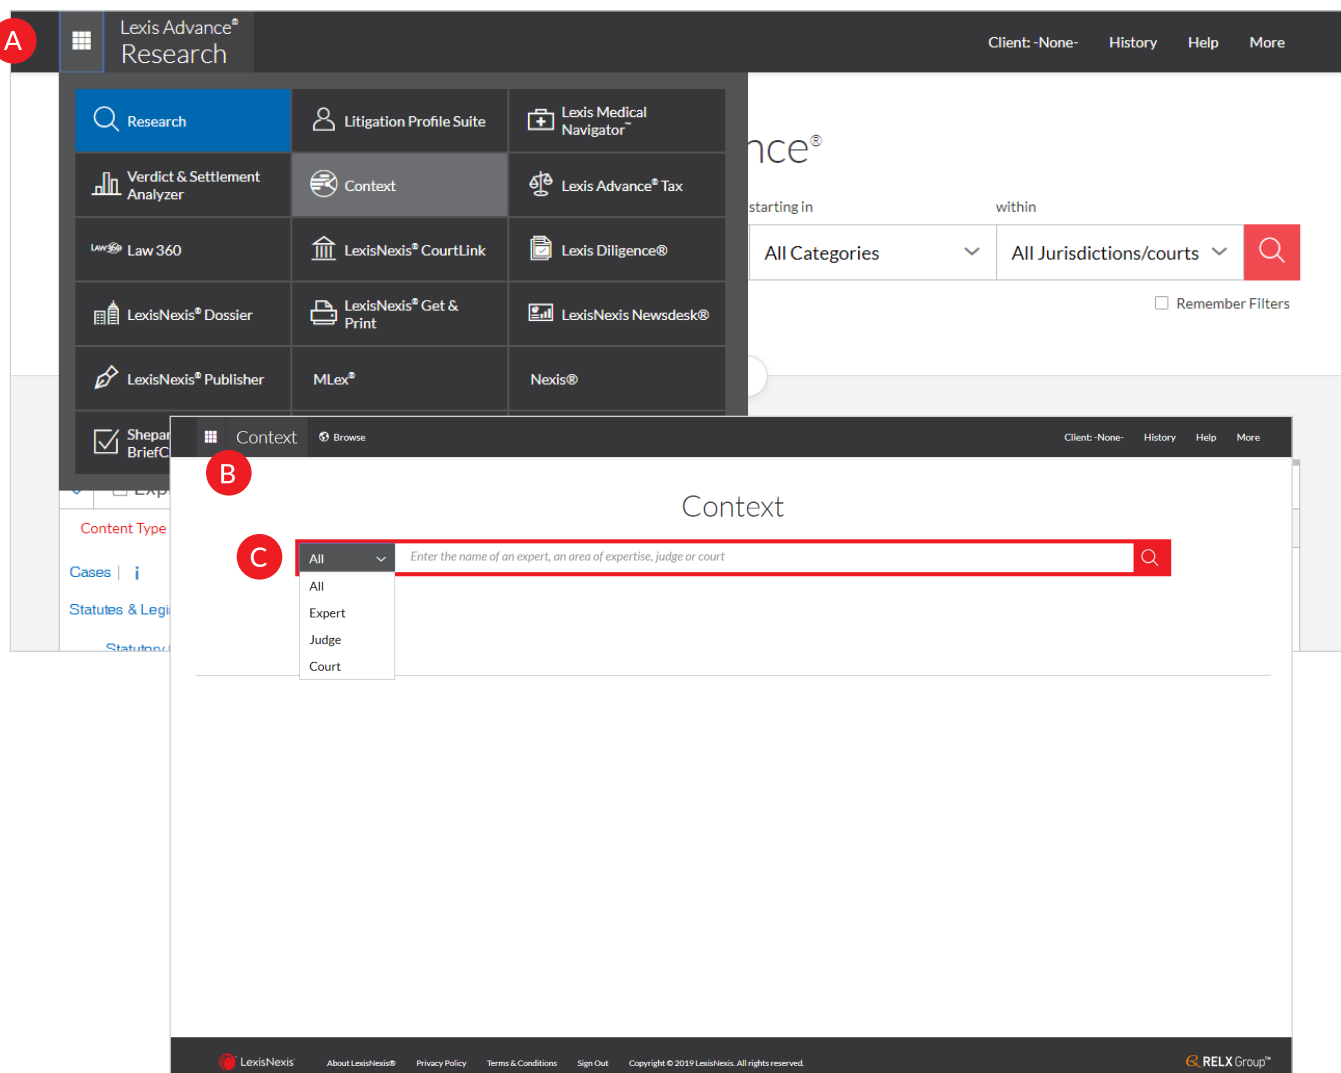 A
Lexis Advance®
Research
Client: -None-
History
Help
More
Research
Litigation Profile Suite
Lexis Medical
Navigator™
Verdict & Settlement
Analyzer
Context
Lexis Advance® Tax
Law360 Law 360
LexisNexis® CourtLink
Lexis Diligence®
LexisNexis® Dossier
LexisNexis® Get &
Print
LexisNexis Newsdesk®
LexisNexis® Publisher
MLex®
Nexis®
nce®
starting in
within
All Categories
All Jurisdictions/courts
Remember Filters
Content Type
Cases | i
Context
Browse
Client: -None-
History
Help
More
B
Context
C
All
Enter the name of an expert, an area of expertise, judge or court
All
Expert
Judge
Court
LexisNexis®
About LexisNexis®
Privacy Policy
Terms & Conditions
Sign Out
Copyright © 2019 LexisNexis. All rights reserved.
RELX Group™